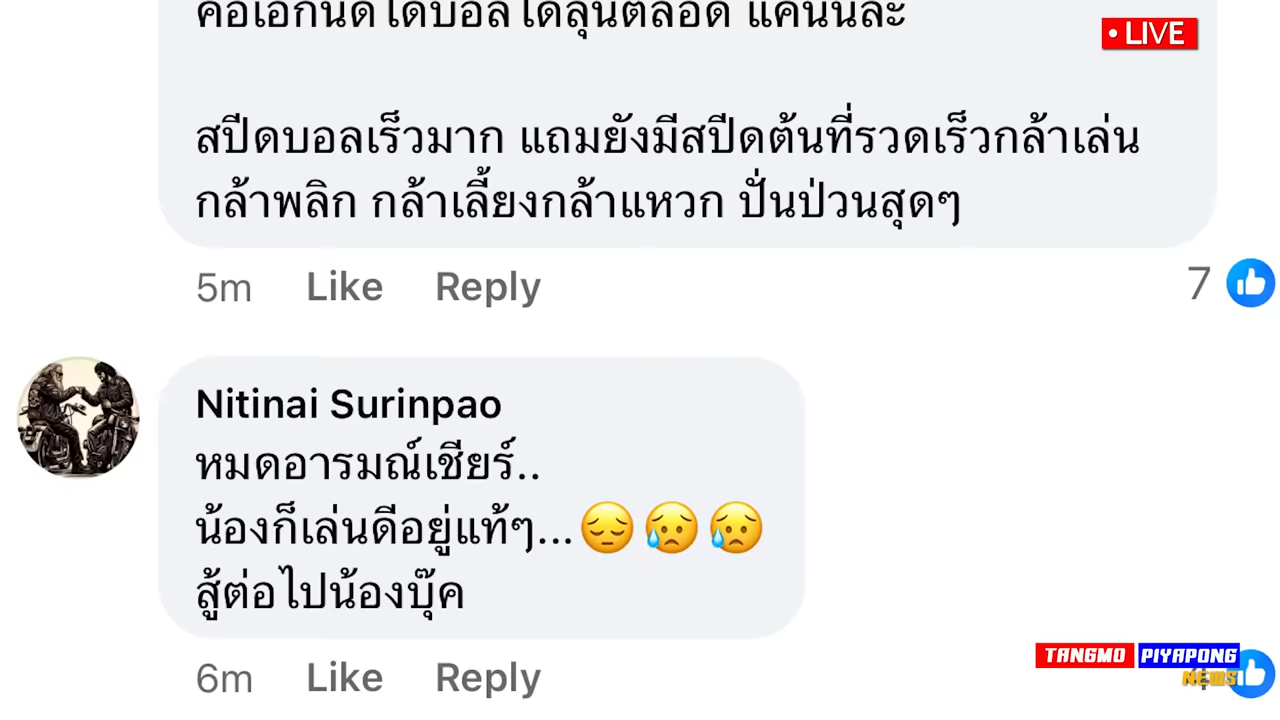 คือเอกนิดได้บอลได้ลุ้นตลอด แค่นั้นละ
• LIVE
สปีดบอลเร็วมาก แถมยังมีสปีดต้นที่รวดเร็วกล้าเล่น
กล้าพลิก กล้าเลี้ยงกล้าแหวก ปั่นป่วนสุดๆ
5m Like Reply 7
Nitinai Surinpao
หมดอารมณ์เชียร์..
น้องก็เล่นดีอยู่แท้ๆ...😔😥😥
สู้ต่อไปน้องบุ๊ค
6m Like Reply
TANGMO PIYAPONG
NEWS